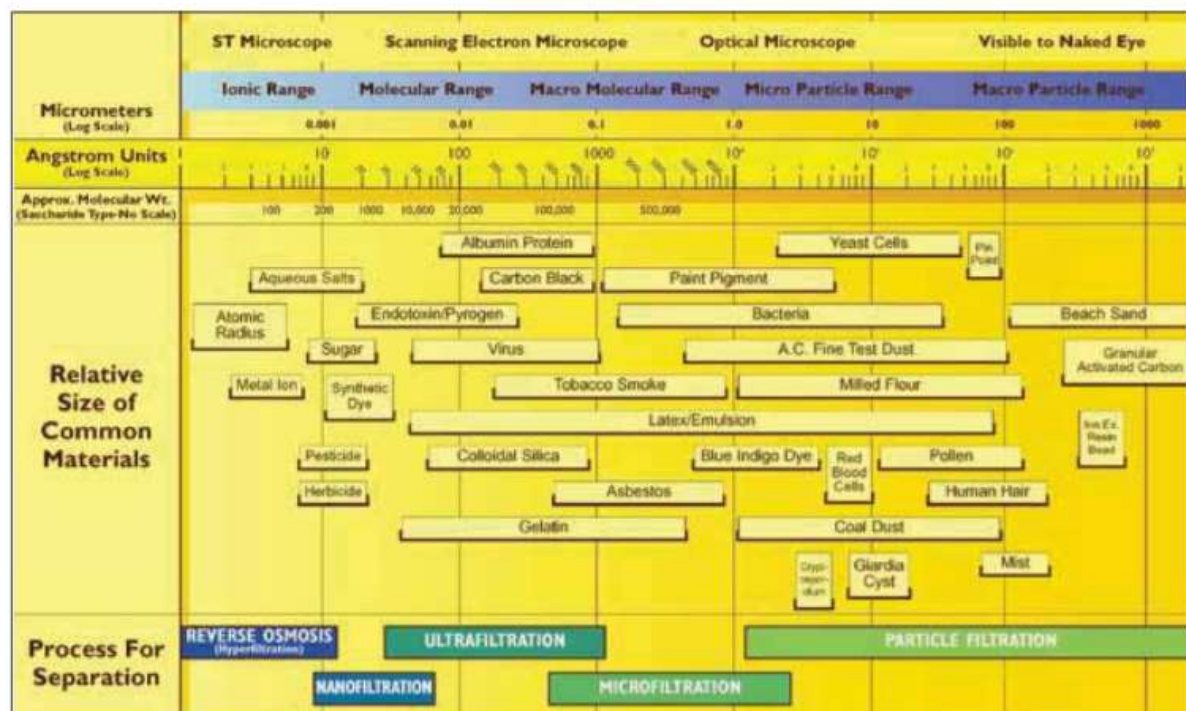 ST Microscope Scanning Electron Microscope Optical Microscope Visible to Naked Eye
Ionic Range Molecular Range Macro Molecular Range Micro Particle Range Macro Particle Range
Micrometers
(Log Scale)
0.001 0.01 0.1 1.0 10 100 1000
Angstrom Units
(Log Scale)
1 10 100 1000
Approx. Molecular Wt.
(Saccharide Type-No Scale)
100 200 1000 10,000 20,000 100,000 500,000
Relative
Size of
Common
Materials
Albumin Protein Yeast Cells
Pin
Point
Aqueous Salts Carbon Black Paint Pigment
Atomic
Radius
Endotoxin/Pyrogen Bacteria Beach Sand
Sugar Virus A.C. Fine Test Dust
Granular
Activated Carbon
Metal Ion
Synthetic
Dye
Tobacco Smoke Milled Flour
Latex/Emulsion
Ion Ex.
Resin
Bead
Pesticide Colloidal Silica Blue Indigo Dye
Red
Blood
Cells
Pollen
Herbicide Asbestos Human Hair
Gelatin Coal Dust
Giardia
Cyst
Mist
Process For
Separation
REVERSE OSMOSIS
(Hyperfiltration)
ULTRAFILTRATION PARTICLE FILTRATION
NANOFILTRATION MICROFILTRATION